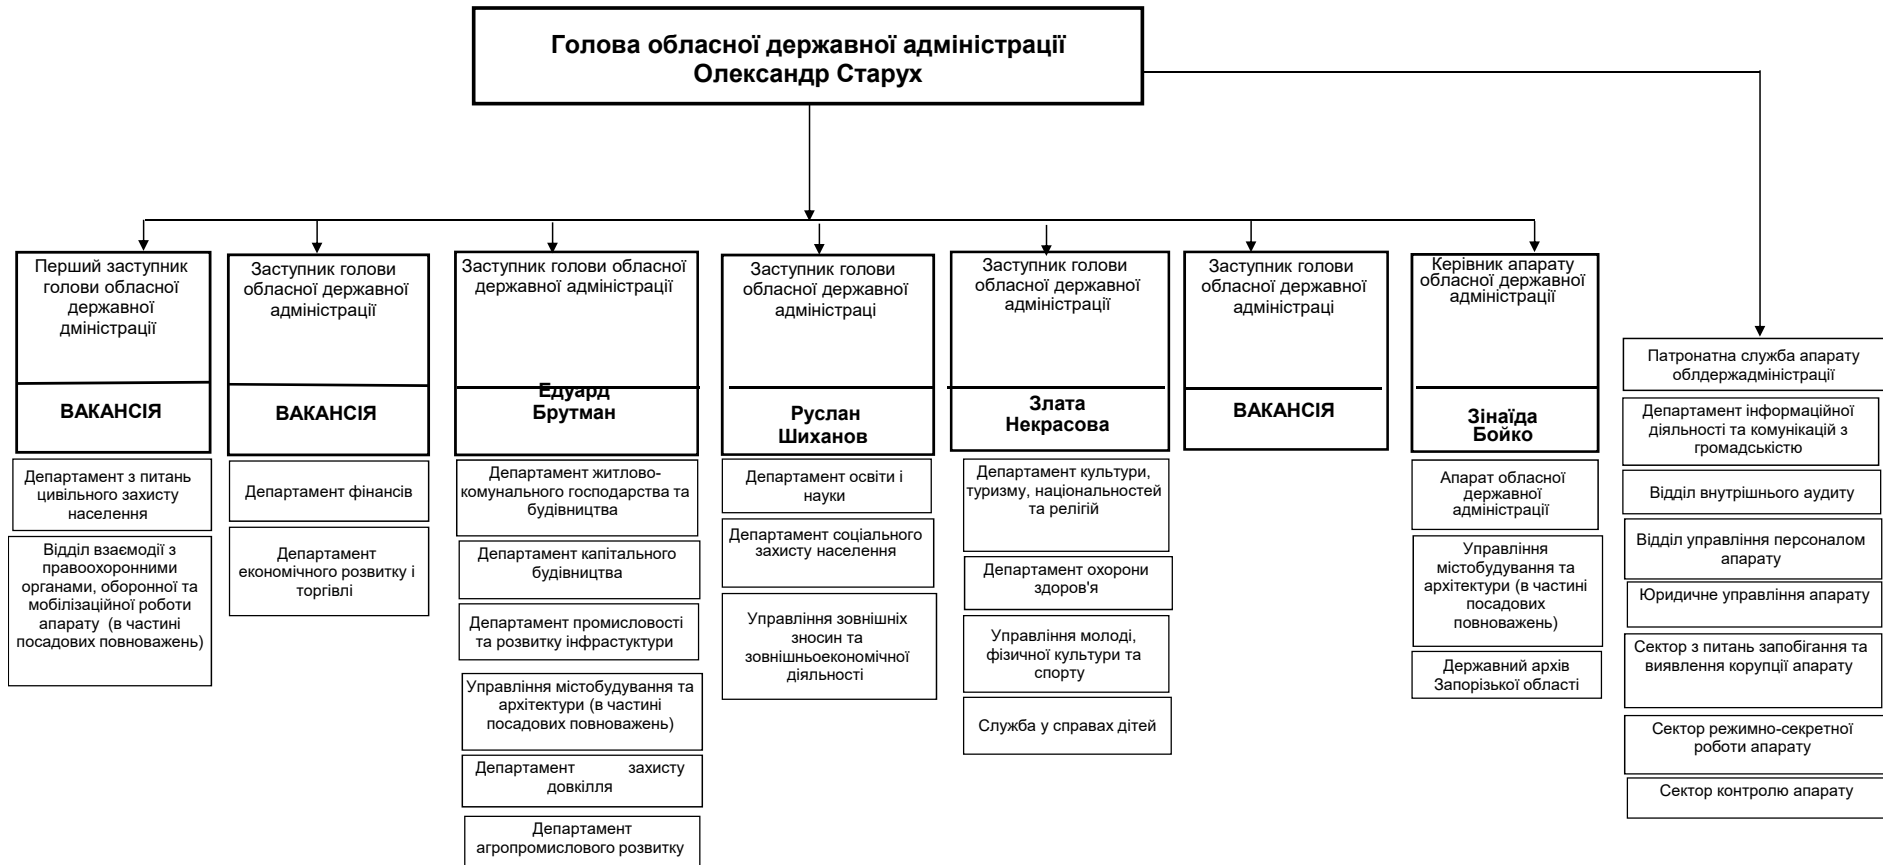 Голова обласної державної адміністрації
Олександр Старух
Перший заступник
голови обласної
державної
дміністрації
ВАКАНСІЯ
Департамент з питань
цивільного захисту
населення
Відділ взаємодії з
правоохоронними
органами, оборонної та
мобілізаційної роботи
апарату (в частині
посадових повноважень)
Заступник голови
обласної державної
адміністрації
ВАКАНСІЯ
Департамент фінансів
Департамент
економічного розвитку і
торгівлі
Заступник голови обласної
державної адміністрації
Едуард
Брутман
Департамент житлово-
комунального господарства та
будівництва
Департамент капітального
будівництва
Департамент промисловості
та розвитку інфрастуктури
Управління містобудування та
архітектури (в частині
посадових повноважень)
Департамент захисту
довкілля
Департамент
агропромислового розвитку
Заступник голови
обласної державної
адміністраці
Руслан
Шиханов
Департамент освіти і
науки
Департамент соціального
захисту населення
Управління зовнішніх
зносин та
зовнішньоекономічної
діяльності
Заступник голови
обласної державної
адміністрації
Злата
Некрасова
Департамент культури,
туризму, національностей
та релігій
Департамент охорони
здоров'я
Управління молоді,
фізичної культури та
спорту
Служба у справах дітей
Заступник голови
обласної державної
адміністраці
ВАКАНСІЯ
Керівник апарату
обласної державної
адміністрації
Зінаїда
Бойко
Апарат обласної
державної
адміністрації
Управління
містобудування та
архітектури (в частині
посадових
повноважень)
Державний архів
Запорізької області
Патронатна служба апарату
облдержадміністрації
Департамент інформаційної
діяльності та комунікацій з
громадськістю
Відділ внутрішнього аудиту
Відділ управління персоналом
апарату
Юридичне управління апарату
Сектор з питань запобігання та
виявлення корупції апарату
Сектор режимно-секретної
роботи апарату
Сектор контролю апарату